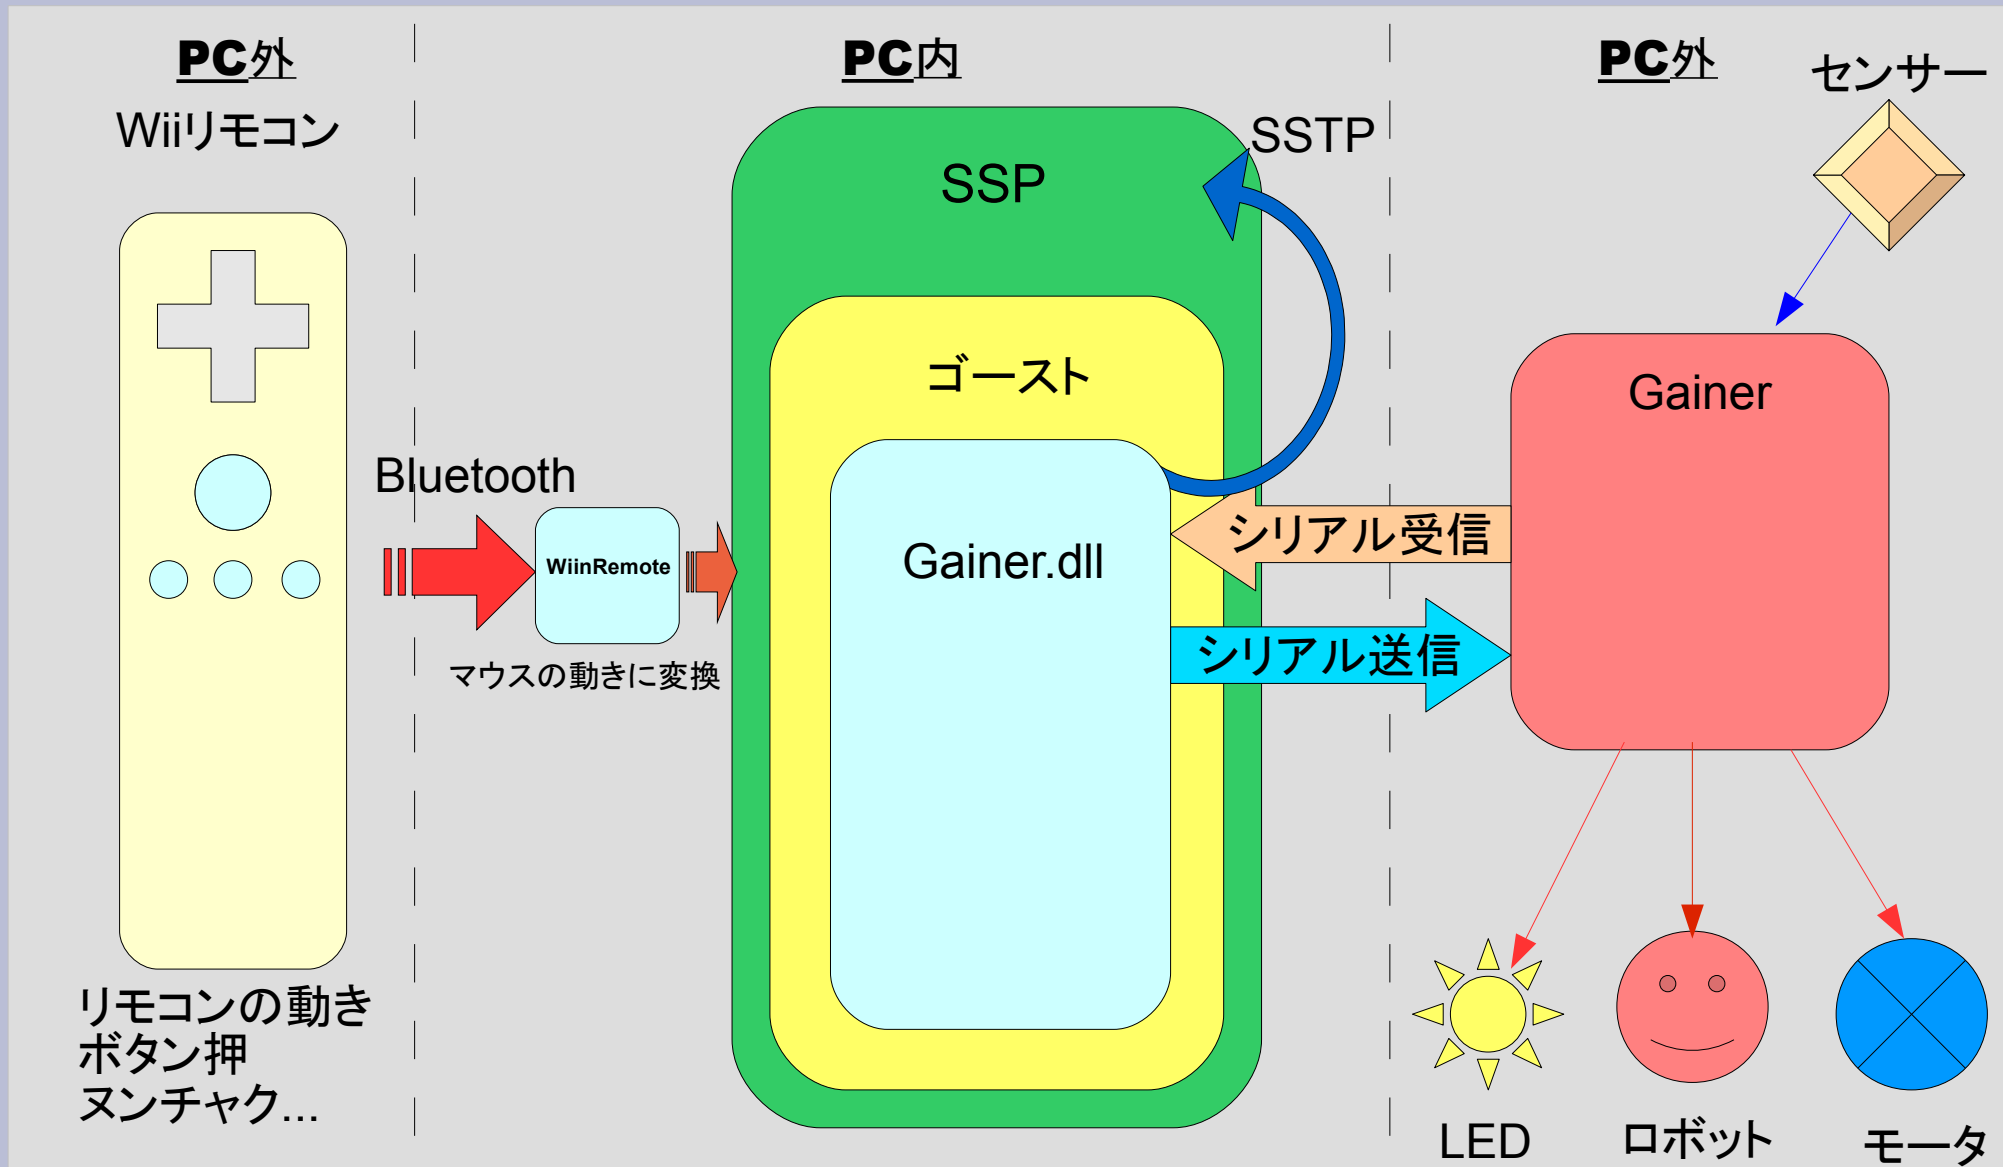 PC外
Wiiリモコン
リモコンの動き
ボタン押
ヌンチャク...
PC内
Bluetooth
WiinRemote
マウスの動きに変換
SSP
SSTP
ゴースト
Gainer.dll
シリアル受信
シリアル送信
PC外
センサー
Gainer
LED
ロボット
モータ